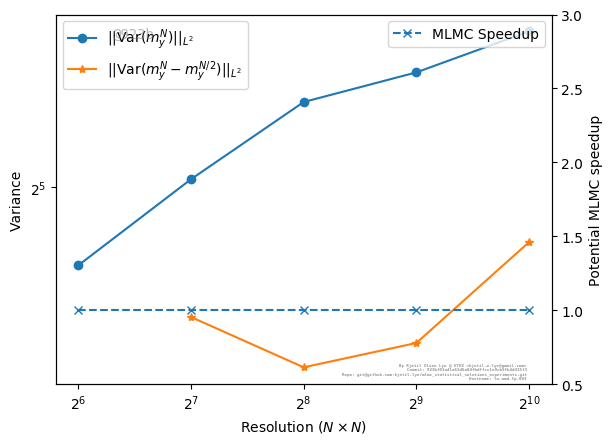 ||Var(m_y^N)||_{L^2}
||Var(m_y^N − m_y^{N/2})||_{L^2}
MLMC Speedup
3.0
2.5
2.0
1.5
1.0
0.5
2^5
Variance
Potential MLMC speedup
2^6 2^7 2^8 2^9 2^10
Resolution (N × N)